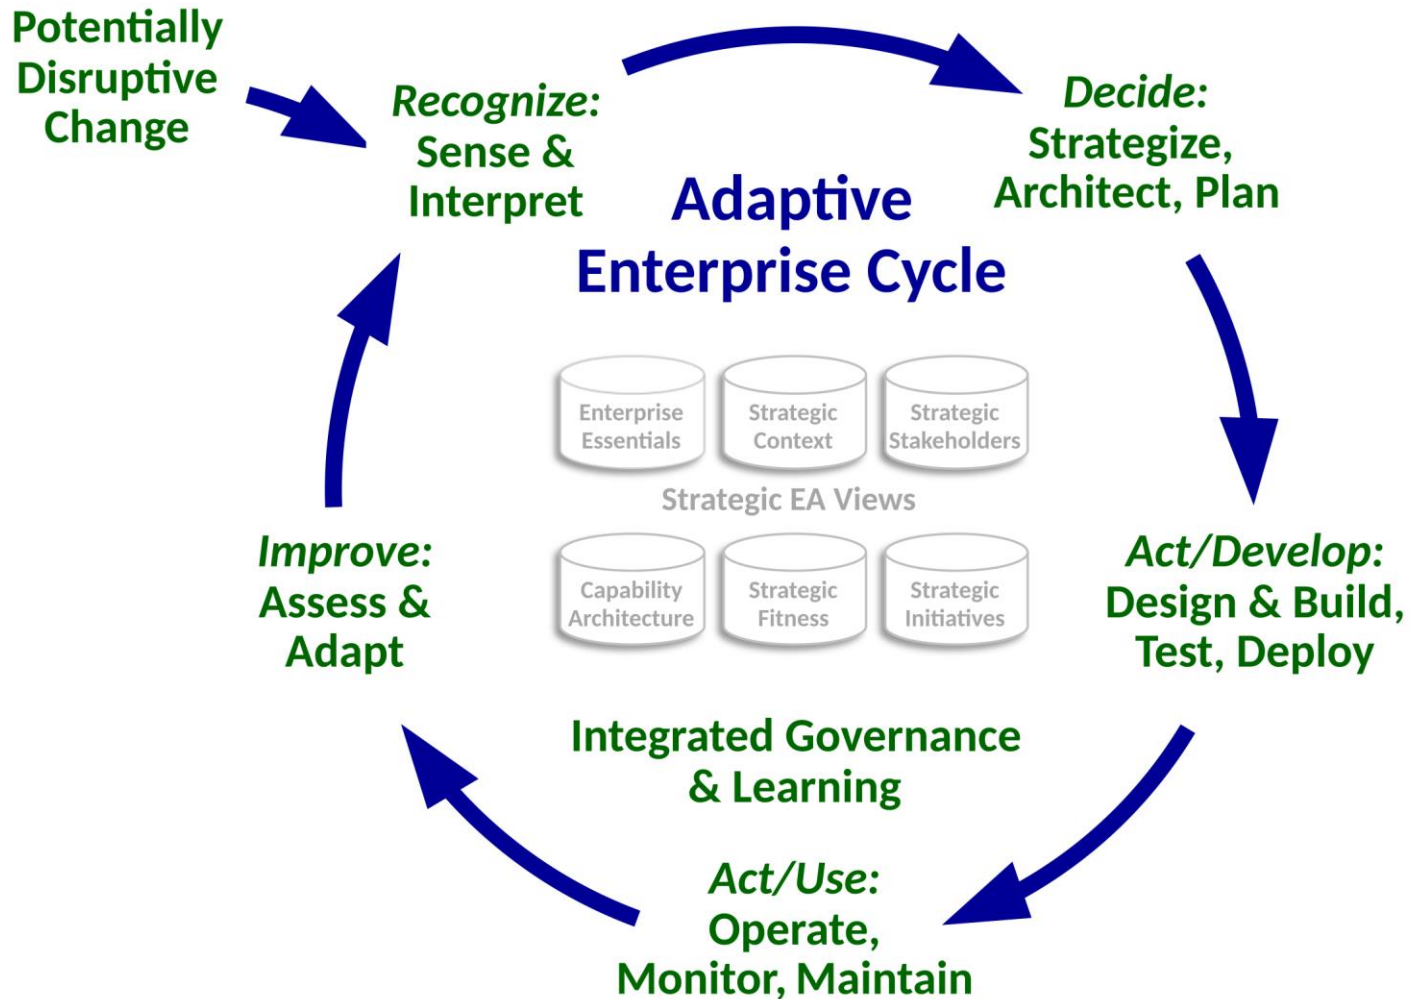 Potentially
Disruptive
Change
Recognize:
Sense &
Interpret
Decide:
Strategize,
Architect, Plan
Adaptive
Enterprise Cycle
Enterprise
Essentials
Strategic
Context
Strategic
Stakeholders
Strategic EA Views
Capability
Architecture
Strategic
Fitness
Strategic
Initiatives
Improve:
Assess &
Adapt
Act/Develop:
Design & Build,
Test, Deploy
Integrated Governance
& Learning
Act/Use:
Operate,
Monitor, Maintain